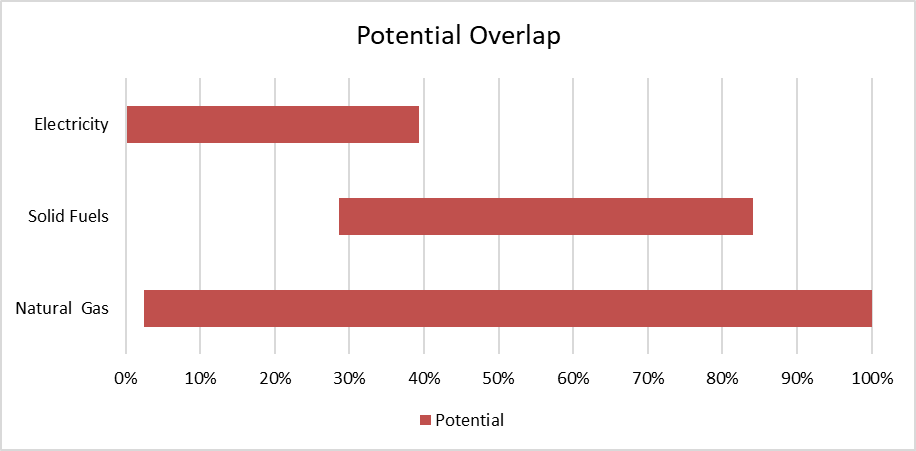 Potential Overlap
Electricity
Solid Fuels
Natural  Gas
0% 10% 20% 30% 40% 50% 60% 70% 80% 90% 100%
Potential